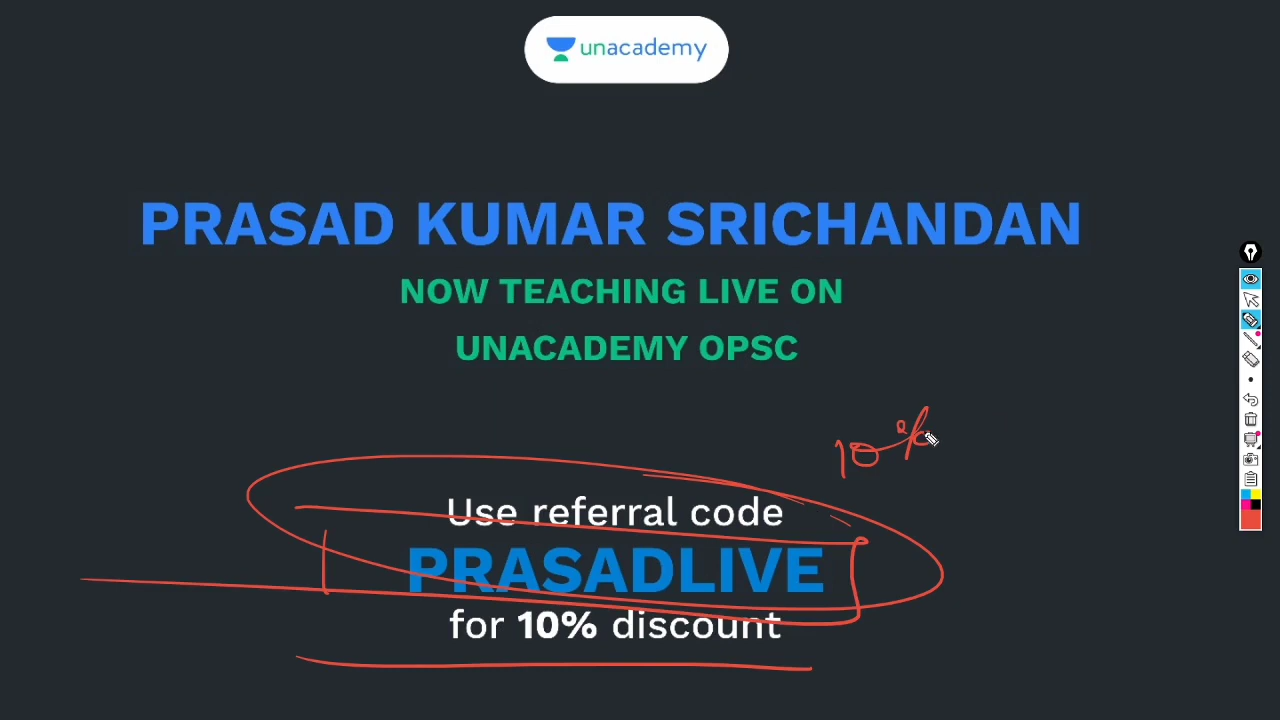 unacademy
PRASAD KUMAR SRICHANDAN
NOW TEACHING LIVE ON
UNACADEMY OPSC
10%
Use referral code
PRASADLIVE
for 10% discount